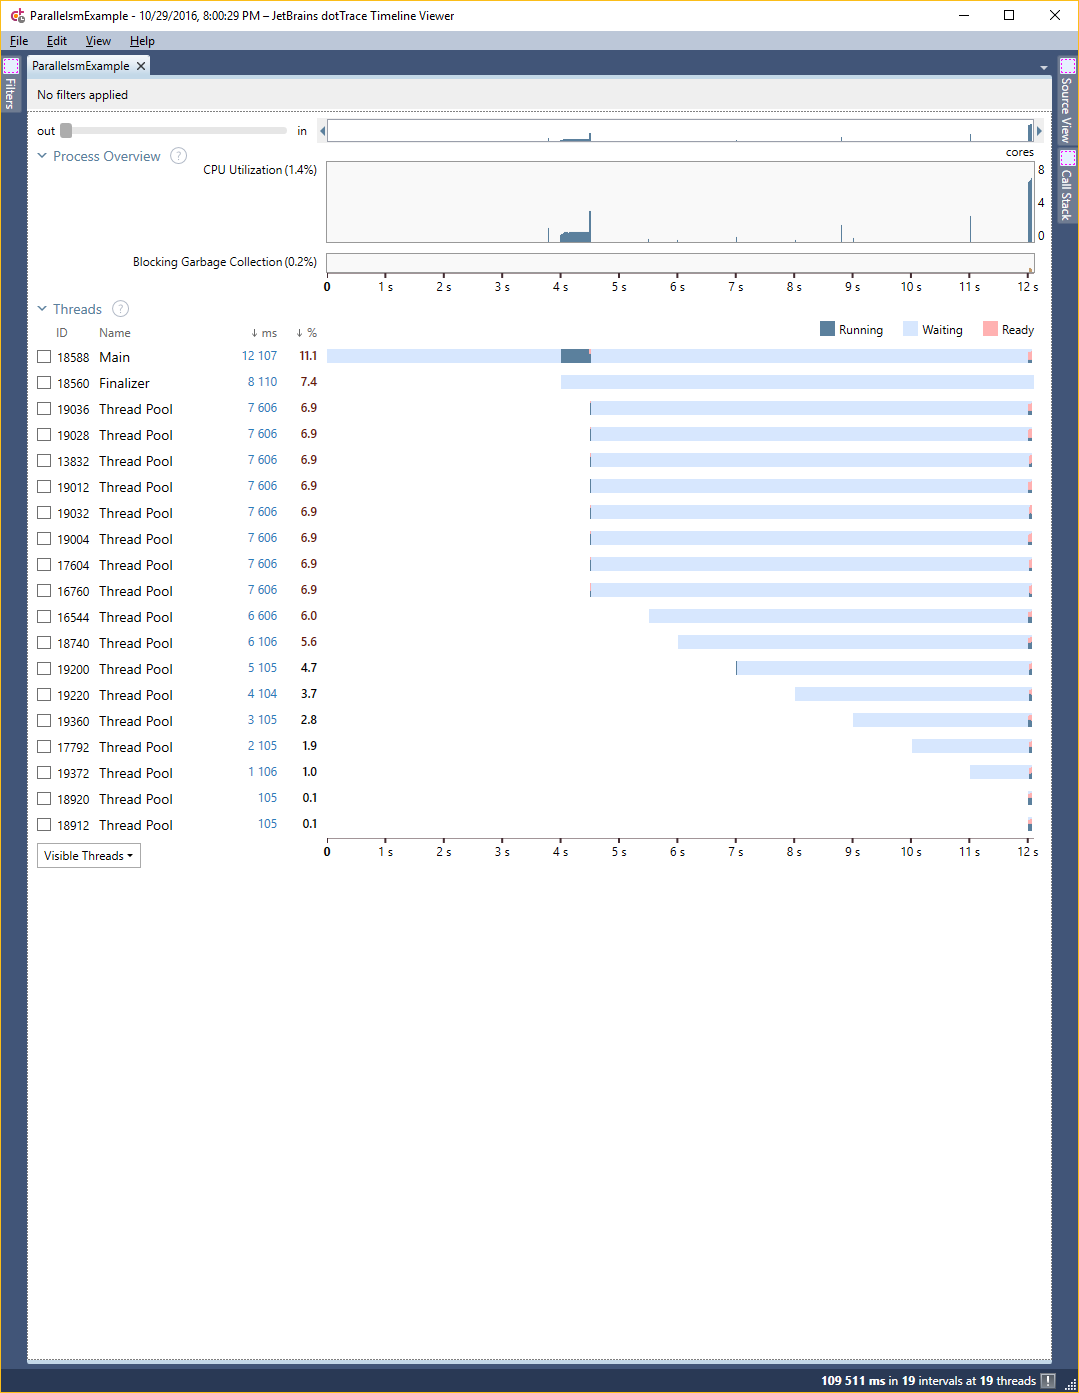 ParallelsmExample - 10/29/2016, 8:00:29 PM – JetBrains dotTrace Timeline Viewer
File Edit View Help
ParallelsmExample
Filters
Source View
Call Stack
No filters applied
out in
Process Overview ?
cores
CPU Utilization (1.4%)
8
4
0
Blocking Garbage Collection (0.2%)
0 1 s 2 s 3 s 4 s 5 s 6 s 7 s 8 s 9 s 10 s 11 s 12 s
Threads ?
ID Name ↓ ms ↓ % Running Waiting Ready
18588 Main 12 107 11.1
18560 Finalizer 8 110 7.4
19036 Thread Pool 7 606 6.9
19028 Thread Pool 7 606 6.9
13832 Thread Pool 7 606 6.9
19012 Thread Pool 7 606 6.9
19032 Thread Pool 7 606 6.9
19004 Thread Pool 7 606 6.9
17604 Thread Pool 7 606 6.9
16760 Thread Pool 7 606 6.9
16544 Thread Pool 6 606 6.0
18740 Thread Pool 6 106 5.6
19200 Thread Pool 5 105 4.7
19220 Thread Pool 4 104 3.7
19360 Thread Pool 3 105 2.8
17792 Thread Pool 2 105 1.9
19372 Thread Pool 1 106 1.0
18920 Thread Pool 105 0.1
18912 Thread Pool 105 0.1
Visible Threads
0 1 s 2 s 3 s 4 s 5 s 6 s 7 s 8 s 9 s 10 s 11 s 12 s
109 511 ms in 19 intervals at 19 threads !